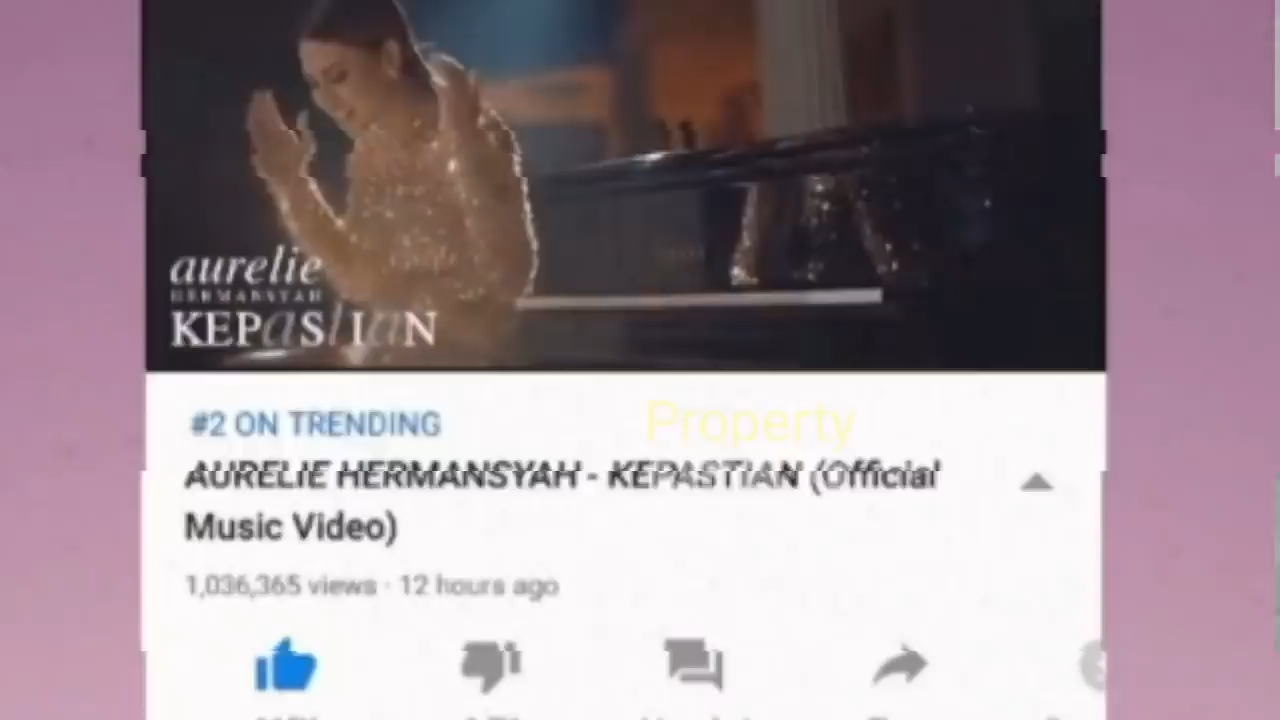 aurelie
HERMANSYAH
KEPaStIaN
#2 ON TRENDING
Property
AURELIE HERMANSYAH - KEPASTIAN (Official
Music Video)
1,036,365 views · 12 hours ago